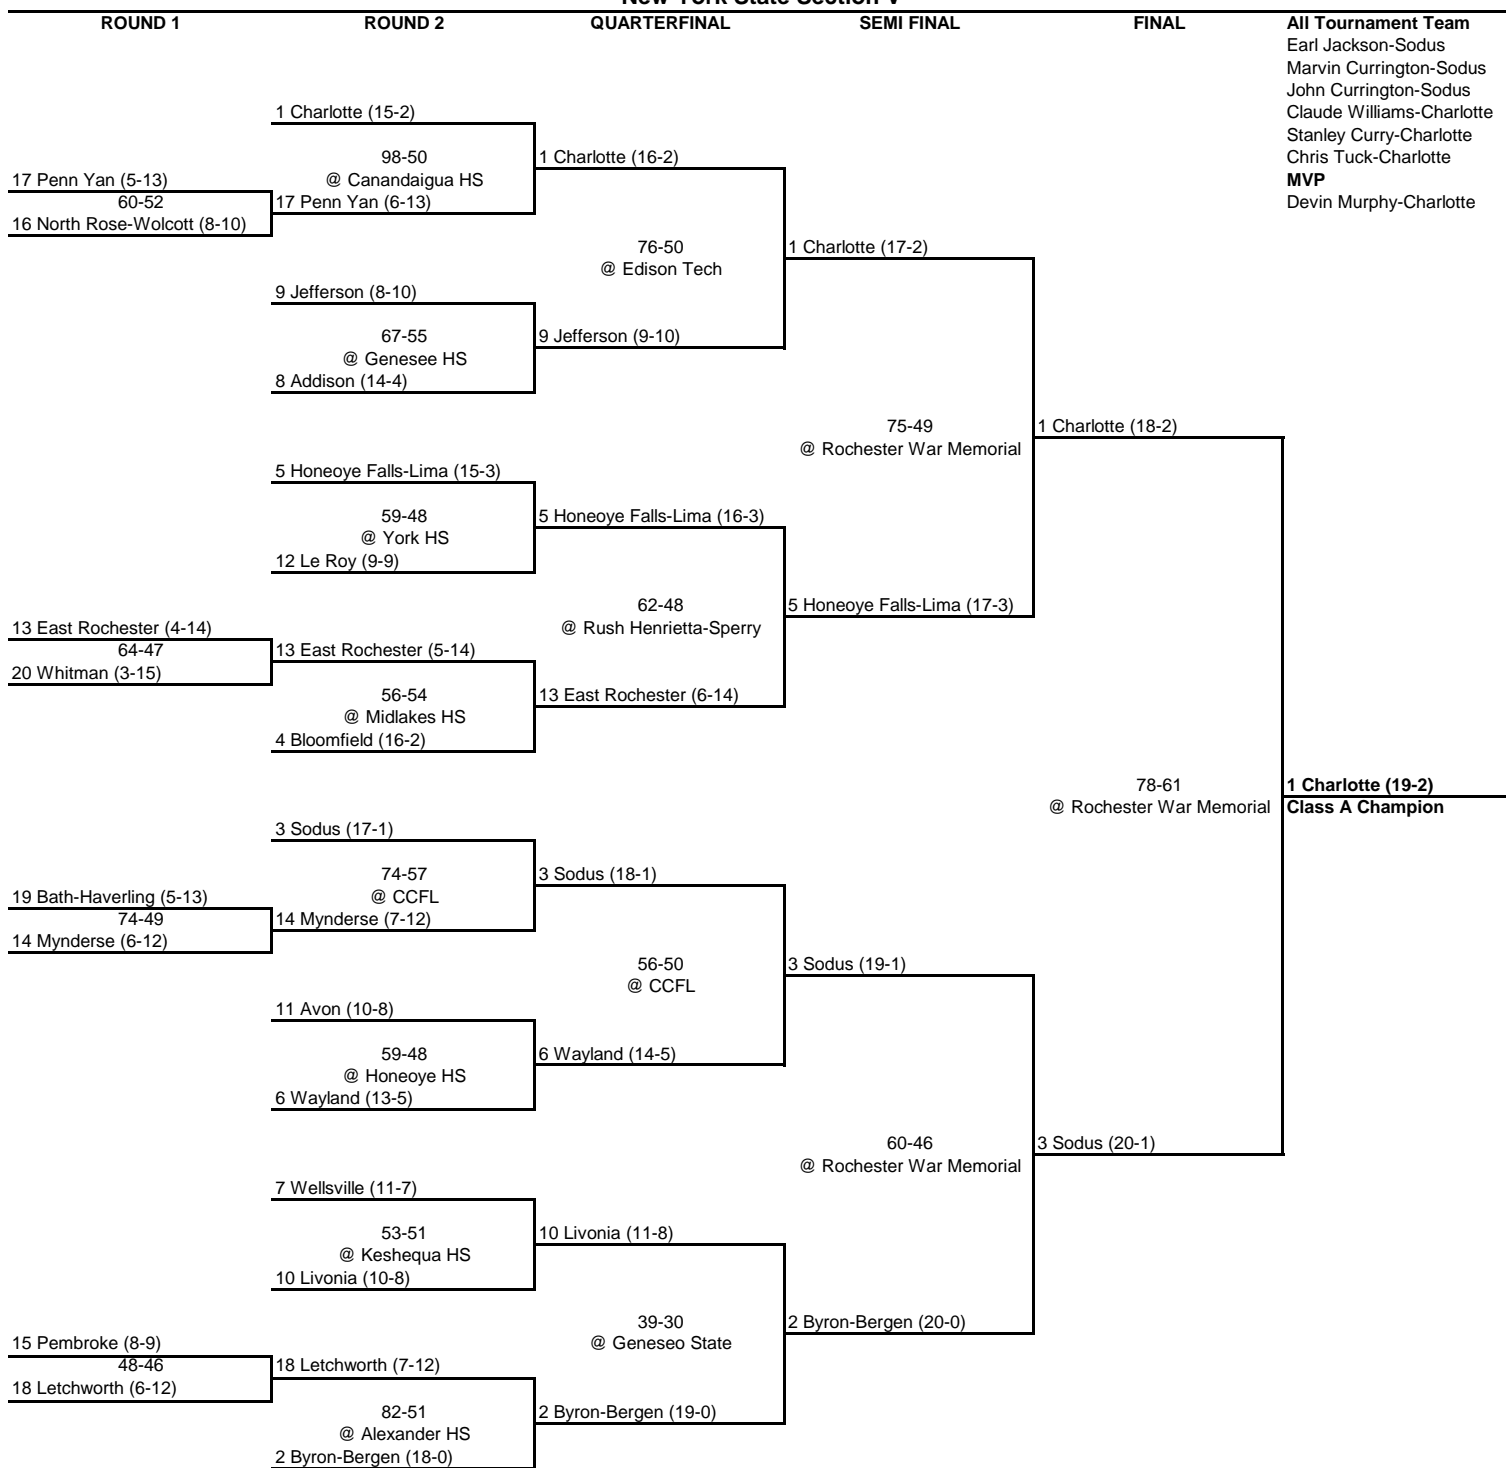 New York State Section V
ROUND 1 ROUND 2 QUARTERFINAL SEMI FINAL FINAL All Tournament Team
Earl Jackson-Sodus
Marvin Currington-Sodus
John Currington-Sodus
1 Charlotte (15-2) Claude Williams-Charlotte
Stanley Curry-Charlotte
98-50 1 Charlotte (16-2) Chris Tuck-Charlotte
17 Penn Yan (5-13) @ Canandaigua HS MVP
60-52 17 Penn Yan (6-13) Devin Murphy-Charlotte
16 North Rose-Wolcott (8-10)
76-50 1 Charlotte (17-2)
@ Edison Tech
9 Jefferson (8-10)
67-55 9 Jefferson (9-10)
@ Genesee HS
8 Addison (14-4)
75-49 1 Charlotte (18-2)
@ Rochester War Memorial
5 Honeoye Falls-Lima (15-3)
59-48 5 Honeoye Falls-Lima (16-3)
@ York HS
12 Le Roy (9-9)
62-48 5 Honeoye Falls-Lima (17-3)
13 East Rochester (4-14) @ Rush Henrietta-Sperry
64-47 13 East Rochester (5-14)
20 Whitman (3-15)
56-54 13 East Rochester (6-14)
@ Midlakes HS
4 Bloomfield (16-2)
78-61 1 Charlotte (19-2)
@ Rochester War Memorial Class A Champion
3 Sodus (17-1)
74-57 3 Sodus (18-1)
19 Bath-Haverling (5-13) @ CCFL
74-49 14 Mynderse (7-12)
14 Mynderse (6-12)
56-50 3 Sodus (19-1)
@ CCFL
11 Avon (10-8)
59-48 6 Wayland (14-5)
@ Honeoye HS
6 Wayland (13-5)
60-46 3 Sodus (20-1)
@ Rochester War Memorial
7 Wellsville (11-7)
53-51 10 Livonia (11-8)
@ Keshequa HS
10 Livonia (10-8)
39-30 2 Byron-Bergen (20-0)
15 Pembroke (8-9) @ Geneseo State
48-46 18 Letchworth (7-12)
18 Letchworth (6-12)
82-51 2 Byron-Bergen (19-0)
@ Alexander HS
2 Byron-Bergen (18-0)